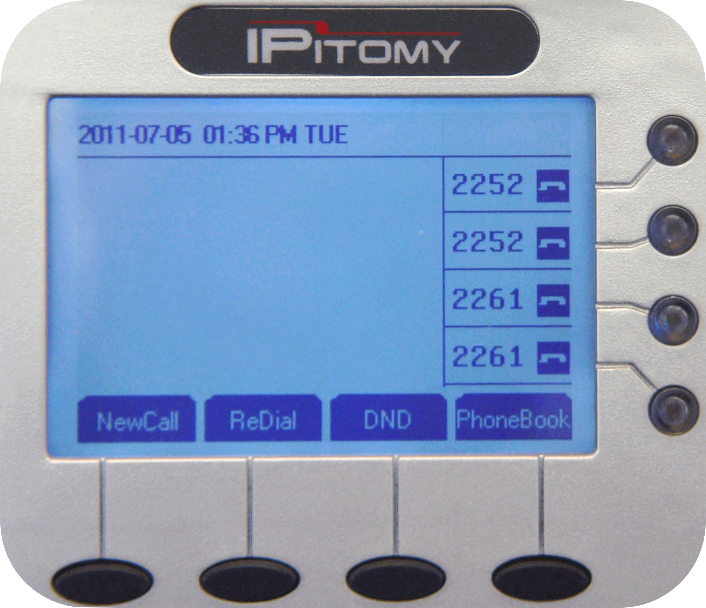 IPITOMY
2011-07-05 01:36 PM TUE
2252
2252
2261
2261
NewCall ReDial DND PhoneBook